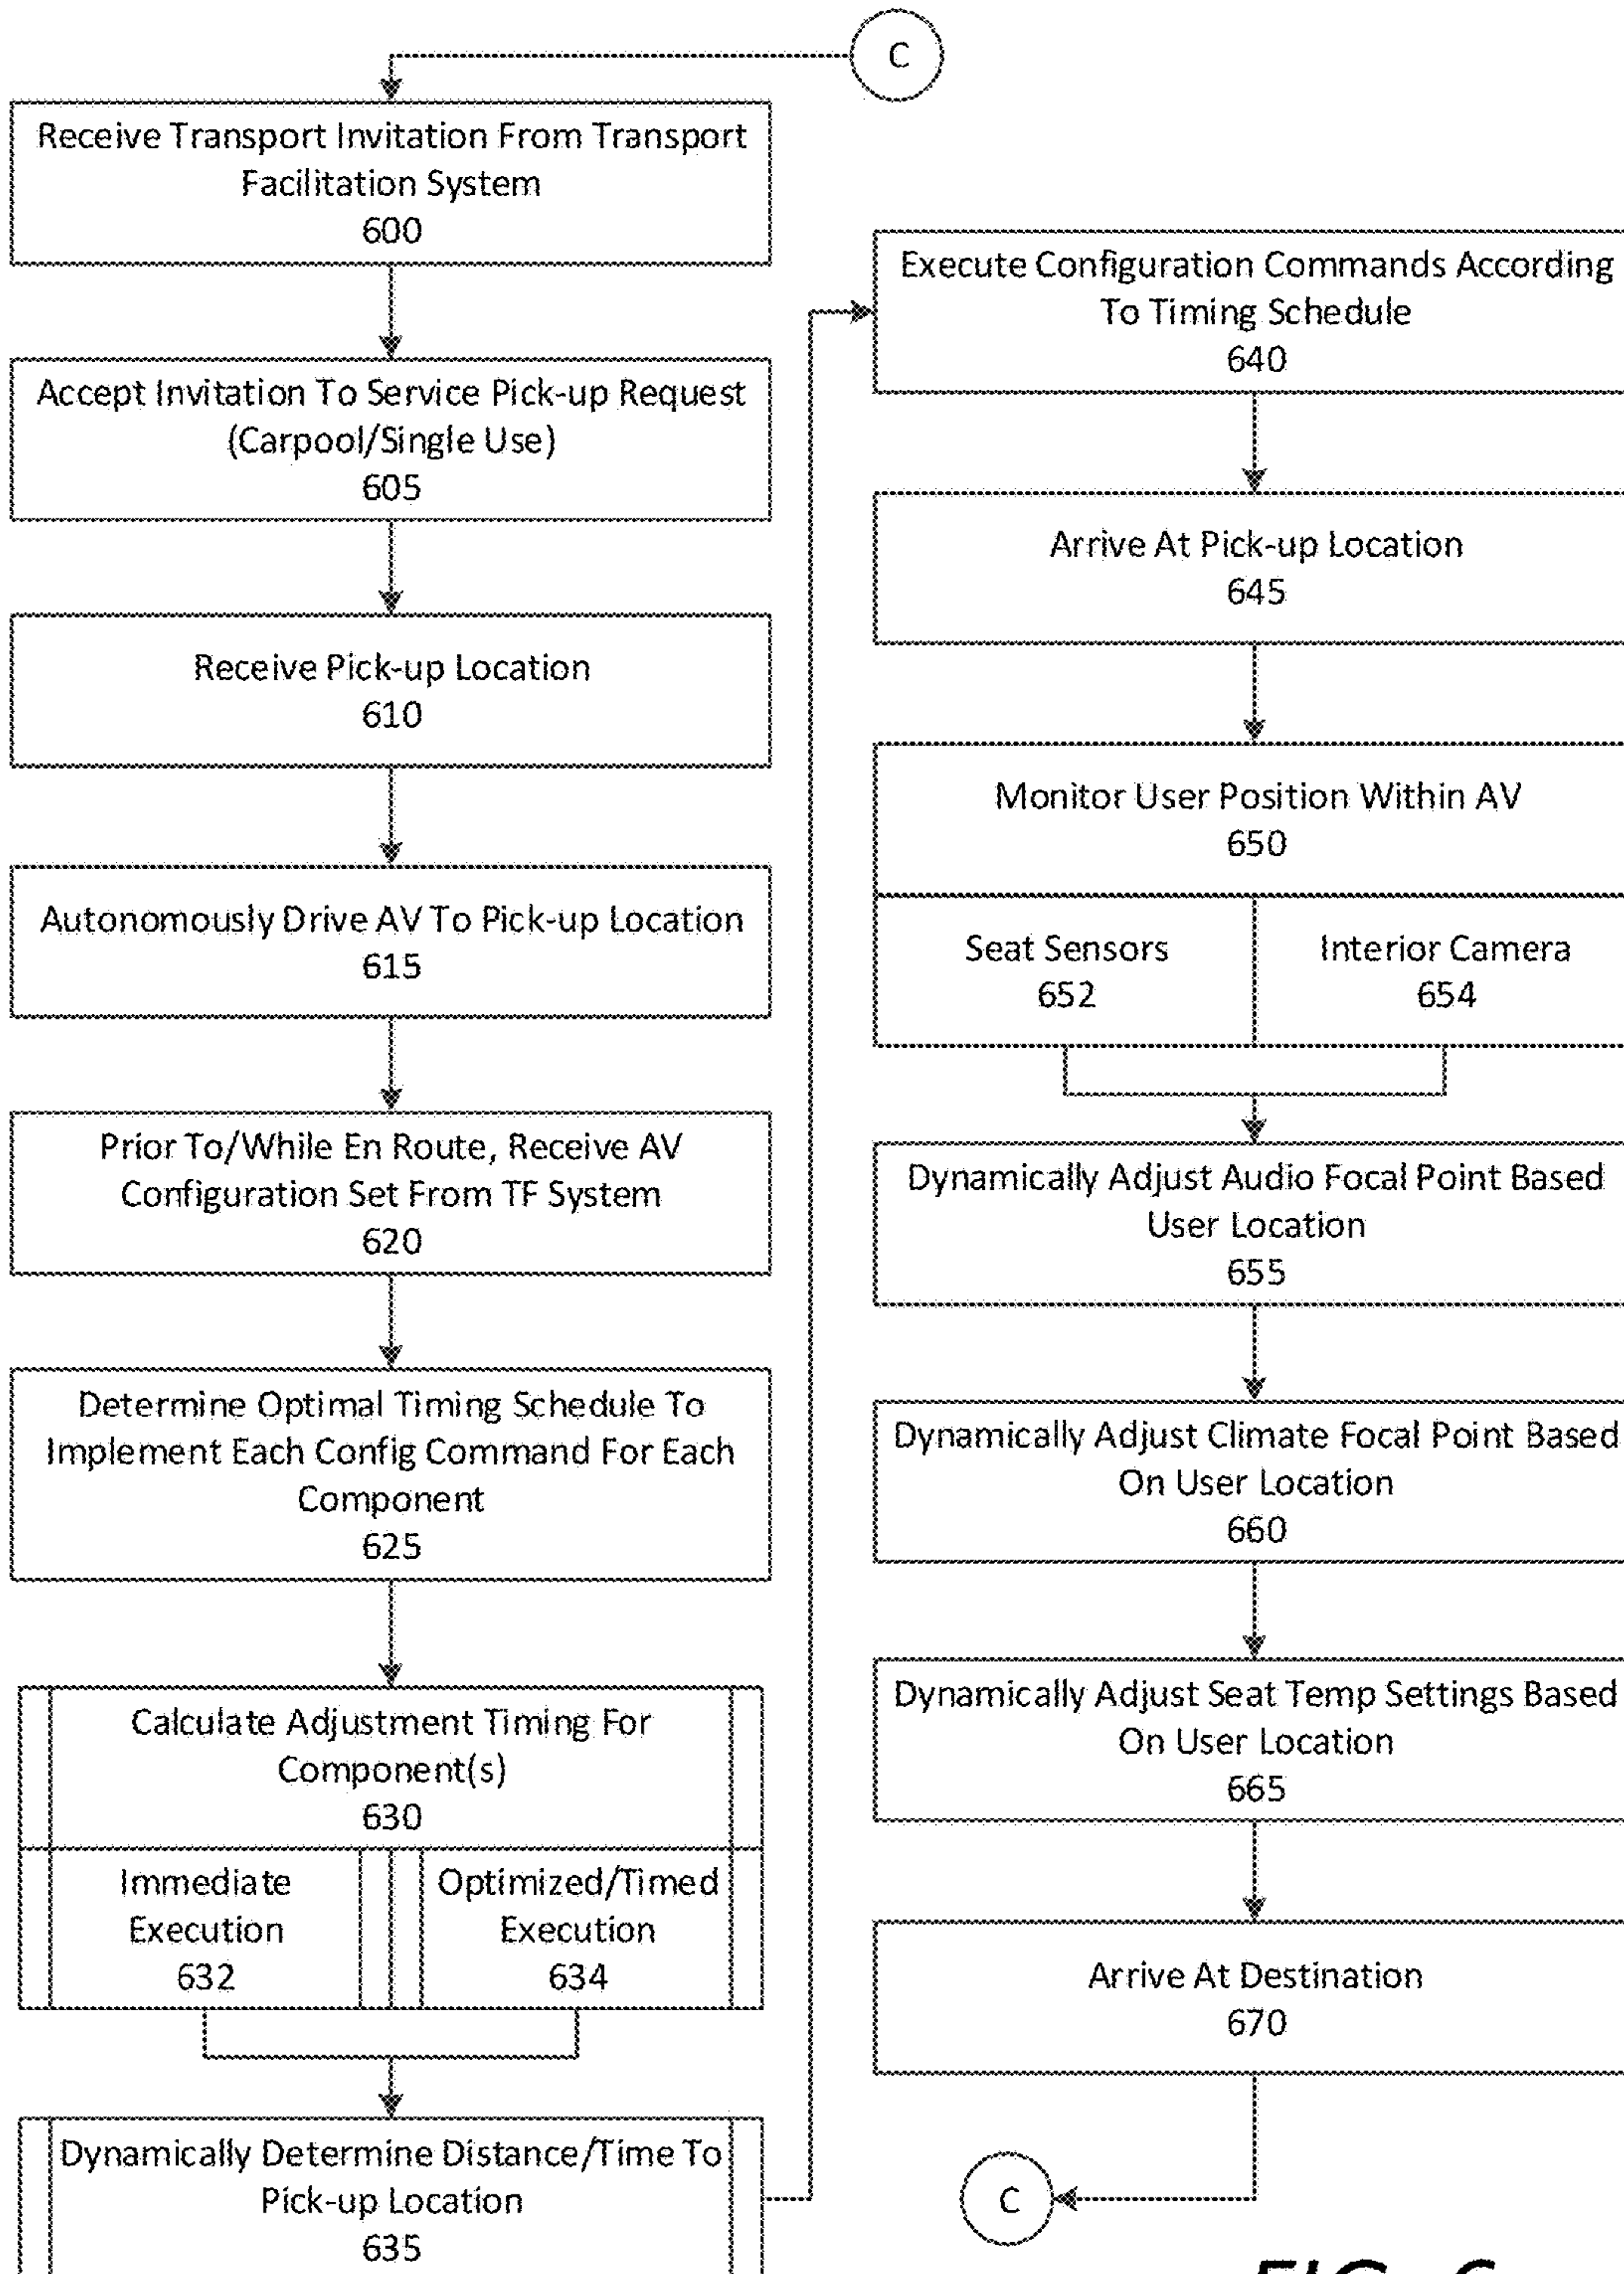 C
Receive Transport Invitation From Transport
Facilitation System
600
Accept Invitation To Service Pick-up Request
(Carpool/Single Use)
605
Receive Pick-up Location
610
Autonomously Drive AV To Pick-up Location
615
Prior To/While En Route, Receive AV
Configuration Set From TF System
620
Determine Optimal Timing Schedule To
Implement Each Config Command For Each
Component
625
Calculate Adjustment Timing For
Component(s)
630
Immediate
Execution
632
Optimized/Timed
Execution
634
Dynamically Determine Distance/Time To
Pick-up Location
635
Execute Configuration Commands According
To Timing Schedule
640
Arrive At Pick-up Location
645
Monitor User Position Within AV
650
Seat Sensors
652
Interior Camera
654
Dynamically Adjust Audio Focal Point Based
User Location
655
Dynamically Adjust Climate Focal Point Based
On User Location
660
Dynamically Adjust Seat Temp Settings Based
On User Location
665
Arrive At Destination
670
C